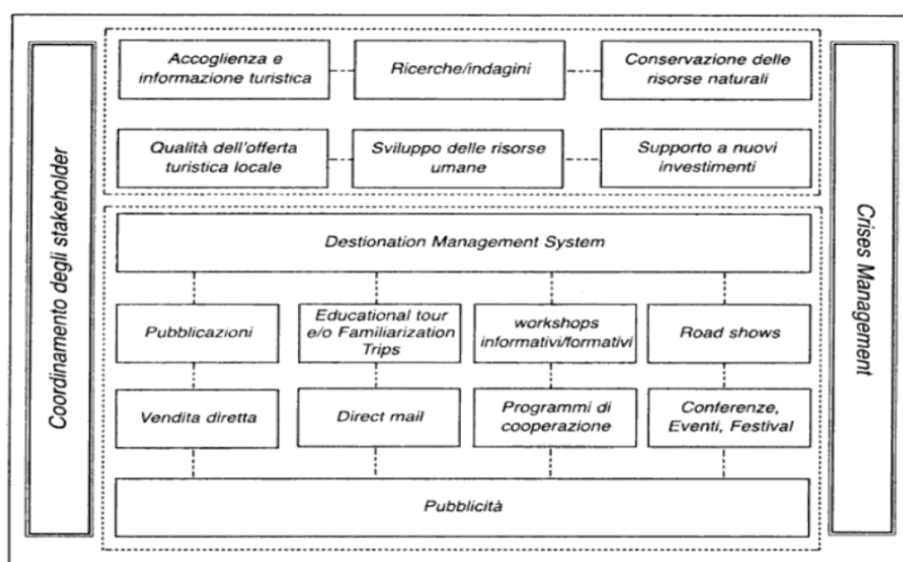 Coordinamento degli stakeholder
Accoglienza e
informazione turistica
Ricerche/indagini
Conservazione delle
risorse naturali
Qualità dell'offerta
turistica locale
Sviluppo delle risorse
umane
Supporto a nuovi
investimenti
Destionation Management System
Pubblicazioni
Educational tour
e/o Familiarization
Trips
workshops
informativi/formativi
Road shows
Vendita diretta
Direct mail
Programmi di
cooperazione
Conferenze,
Eventi, Festival
Pubblicità
Crises Management